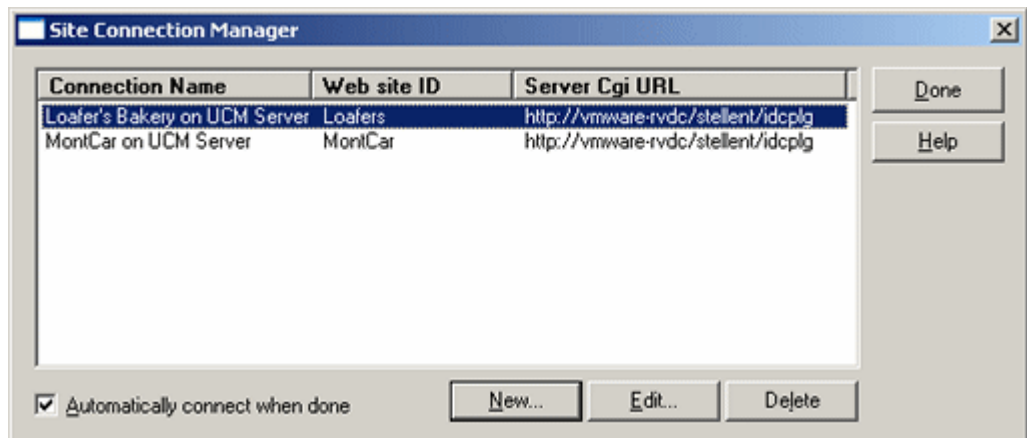 Site Connection Manager
Connection Name Web site ID Server Cgi URL
Loafer's Bakery on UCM Server Loafers http://vmware-rvdc/stellent/idcplg
MontCar on UCM Server MontCar http://vmware-rvdc/stellent/idcplg
Done
Help
Automatically connect when done
New... Edit... Delete